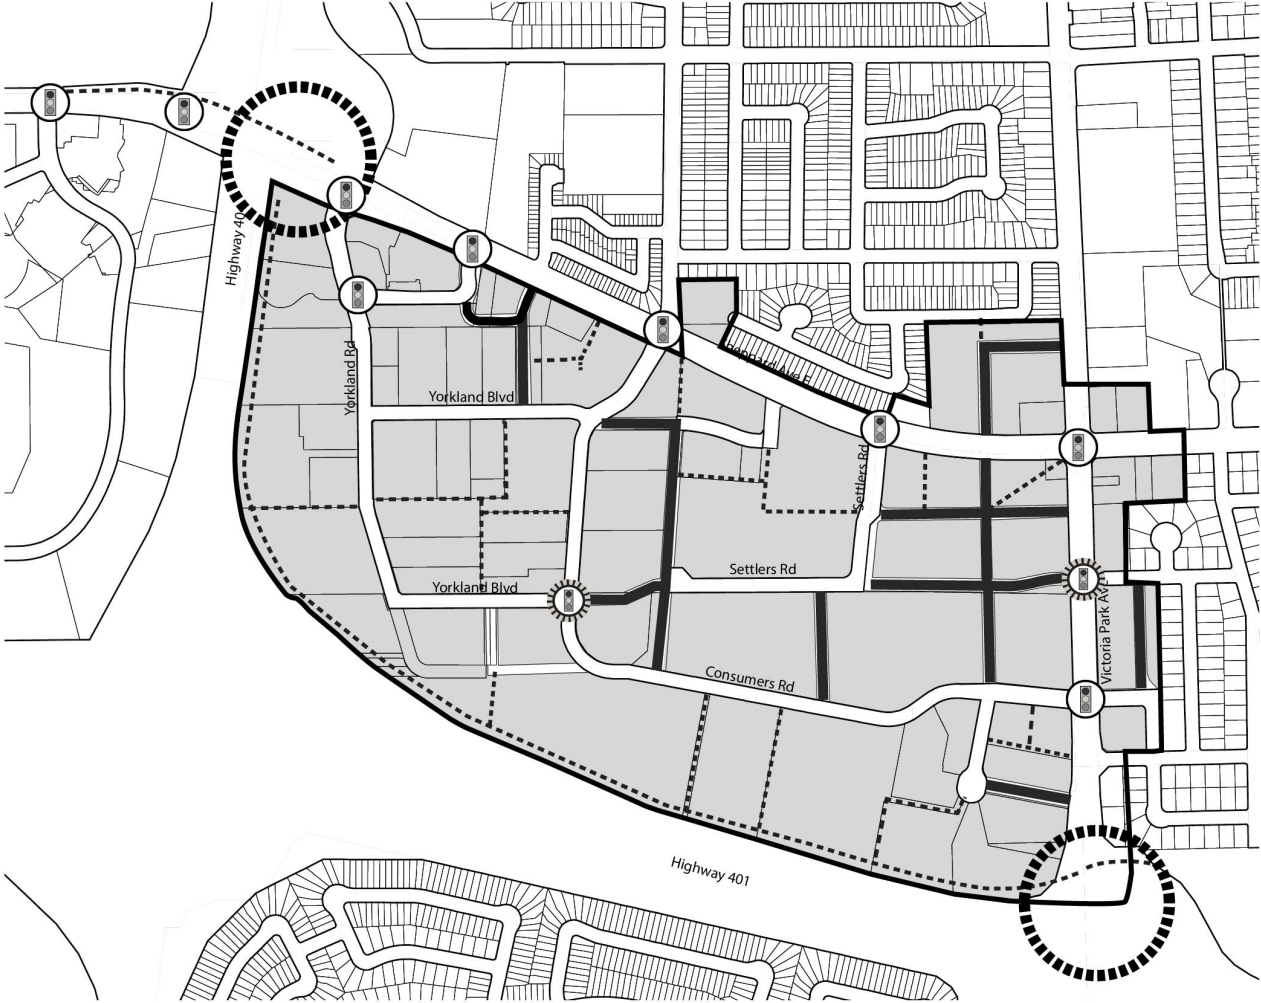 Highway 40
Sheppard Ave E
Yorkland Rd
Yorkland Blvd
Settlers Rd
Yorkland Blvd
Settlers Rd
Victoria Park Ave
Consumers Rd
Highway 401